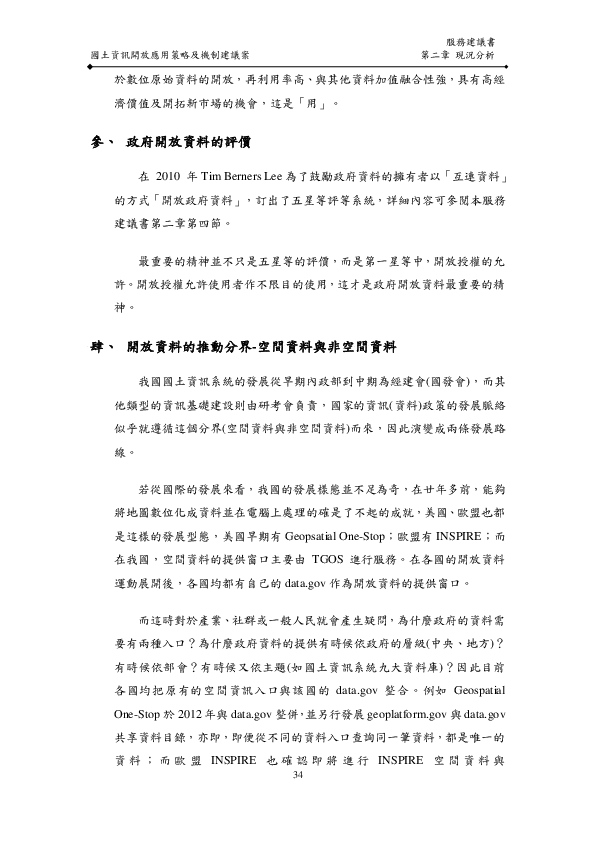 服務建議書
國土資訊開放應用策略及機制建議案 第二章 現況分析
於數位原始資料的開放，再利用率高、與其他資料加值融合性強，具有高經
濟價值及開拓新市場的機會，這是「用」。
參、 政府開放資料的評價
在 2010 年 Tim Berners Lee 為了鼓勵政府資料的擁有者以「互連資料」
的方式「開放政府資料」，訂出了五星等評等系統，詳細內容可參閱本服務
建議書第二章第四節。
最重要的精神並不只是五星等的評價，而是第一星等中，開放授權的允
許。開放授權允許使用者作不限目的使用，這才是政府開放資料最重要的精
神。
肆、 開放資料的推動分界-空間資料與非空間資料
我國國土資訊系統的發展從早期內政部到中期為經建會(國發會)，而其
他類型的資訊基礎建設則由研考會負責，國家的資訊(資料)政策的發展脈絡
似乎就遵循這個分界(空間資料與非空間資料)而來，因此演變成兩條發展路
線。
若從國際的發展來看，我國的發展樣態並不足為奇，在廿年多前，能夠
將地圖數位化成資料並在電腦上處理的確是了不起的成就，美國、歐盟也都
是這樣的發展型態，美國早期有 Geopsatial One-Stop；歐盟有 INSPIRE；而
在我國，空間資料的提供窗口主要由 TGOS 進行服務。在各國的開放資料
運動展開後，各國均都有自己的 data.gov 作為開放資料的提供窗口。
而這時對於產業、社群或一般人民就會產生疑問，為什麼政府的資料需
要有兩種入口？為什麼政府資料的提供有時候依政府的層級(中央、地方)？
有時候依部會？有時候又依主題(如國土資訊系統九大資料庫)？因此目前
各國均把原有的空間資訊入口與該國的 data.gov 整合。例如 Geospatial
One-Stop 於 2012 年與 data.gov 整併，並另行發展 geoplatform.gov 與 data.gov
共享資料目錄，亦即，即便從不同的資料入口查詢同一筆資料，都是唯一的
資料；而歐盟 INSPIRE 也確認即將進行 INSPIRE 空間資料與
34